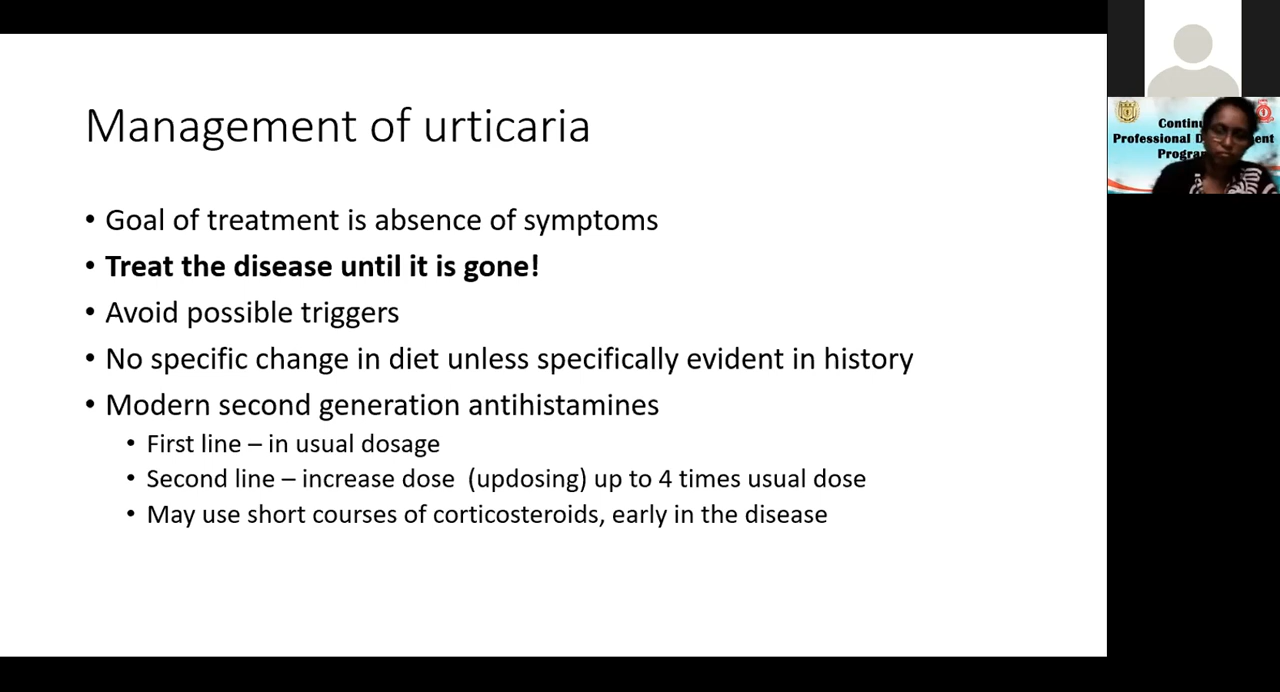 Management of urticaria
• Goal of treatment is absence of symptoms
• Treat the disease until it is gone!
• Avoid possible triggers
• No specific change in diet unless specifically evident in history
• Modern second generation antihistamines
• First line – in usual dosage
• Second line – increase dose (updosing) up to 4 times usual dose
• May use short courses of corticosteroids, early in the disease
Continu
Professional D ent
Progra